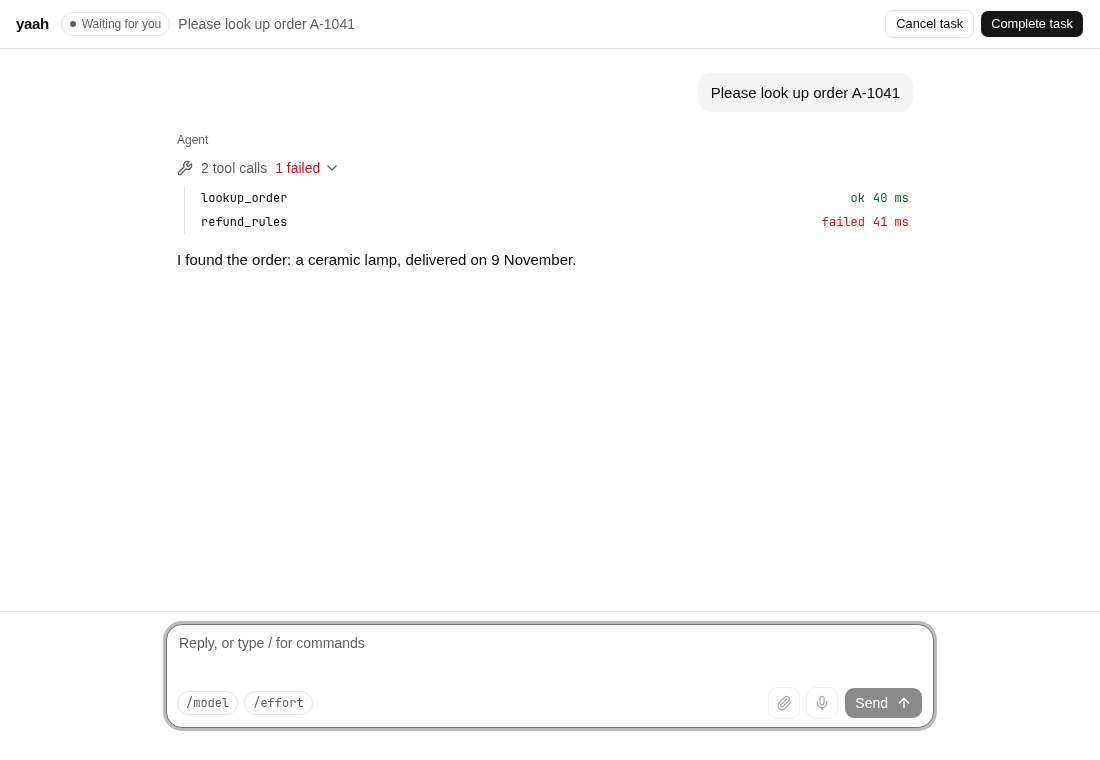 yaah
Waiting for you
Please look up order A-1041
Cancel task
Complete task
Please look up order A-1041
Agent
2 tool calls 1 failed
lookup_order ok 40 ms
refund_rules failed 41 ms
I found the order: a ceramic lamp, delivered on 9 November.
Reply, or type / for commands
/model /effort Send